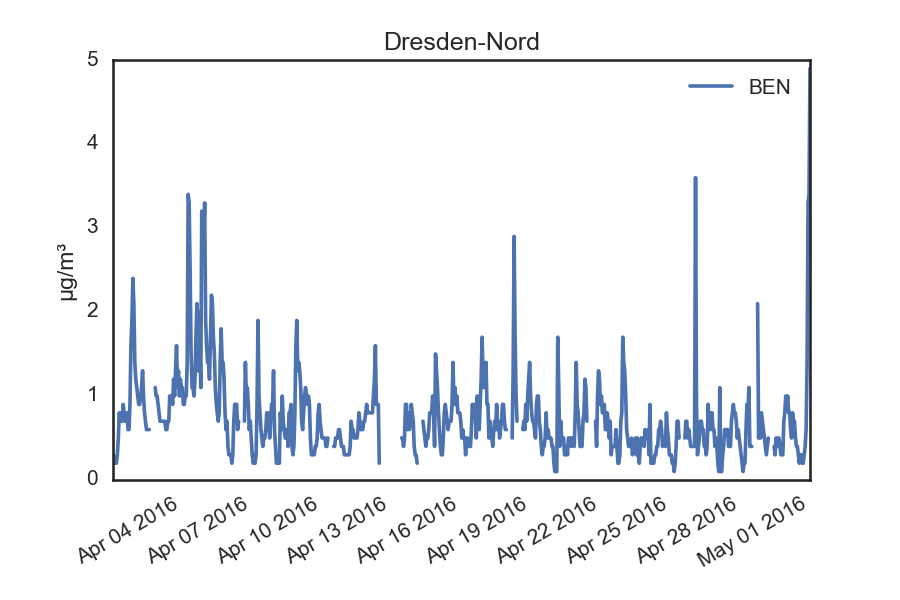 Dresden-Nord
BEN
µg/m³
5
4
3
2
1
0
Apr 04 2016
Apr 07 2016
Apr 10 2016
Apr 13 2016
Apr 16 2016
Apr 19 2016
Apr 22 2016
Apr 25 2016
Apr 28 2016
May 01 2016